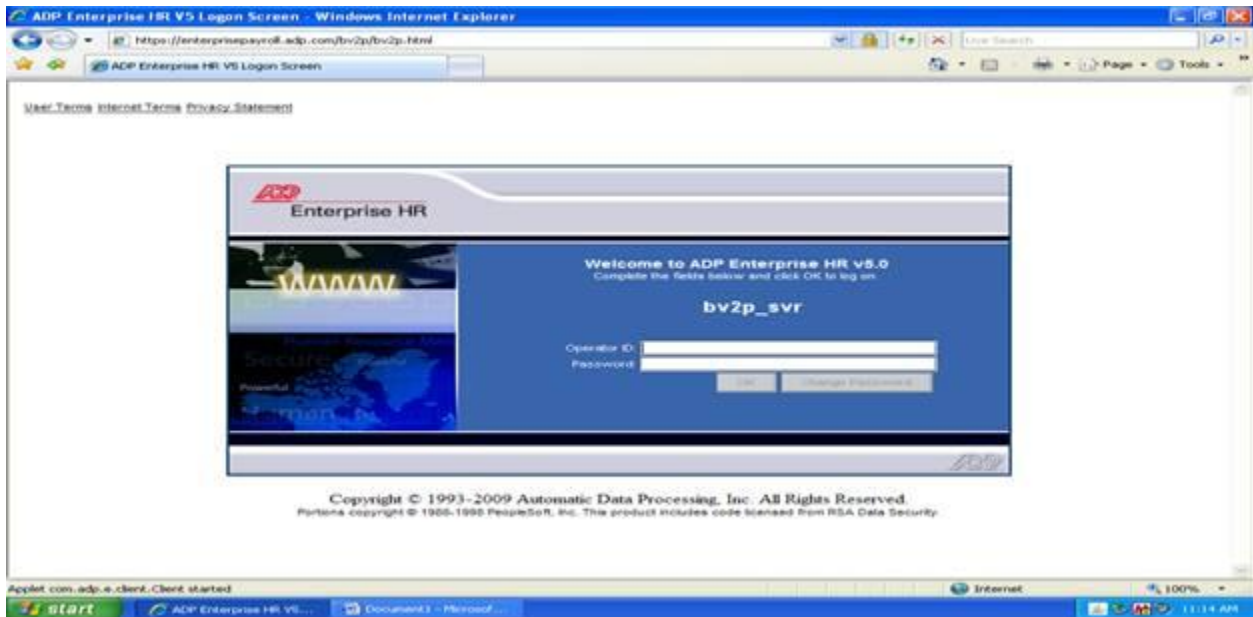 ADP Enterprise HR V5 Logon Screen - Windows Internet Explorer
https://enterprisepayroll.adp.com/bv2p/bv2p.html
Live Search
ADP Enterprise HR V5 Logon Screen
Page
Tools
User Terms Internet Terms Privacy Statement
ADP
Enterprise HR
WWW
Welcome to ADP Enterprise HR v5.0
Complete the fields below and click OK to log on
bv2p_svr
Secure
Operator ID:
Password:
Powerful
OK Change Password
Human
ADP
Copyright © 1993-2009 Automatic Data Processing, Inc. All Rights Reserved.
Portions copyright © 1988-1998 PeopleSoft, Inc. This product includes code licensed from RSA Data Security.
Applet com.adp.e.client.Client started
Internet
100%
start
ADP Enterprise HR V5...
Document1 - Microsof...
11:14 AM